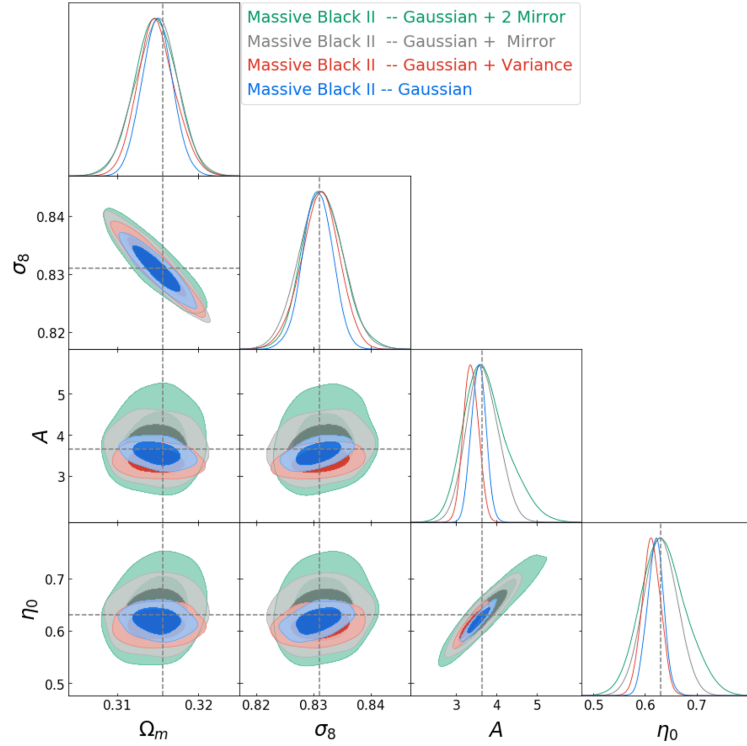 Massive Black II -- Gaussian + 2 Mirror
Massive Black II -- Gaussian + Mirror
Massive Black II -- Gaussian + Variance
Massive Black II -- Gaussian
0.84
0.83
0.82
σ8
5
4
3
A
0.7
0.6
0.5
η0
0.31 0.32
0.82 0.83 0.84
3 4 5
0.5 0.6 0.7
Ωm
σ8
A
η0